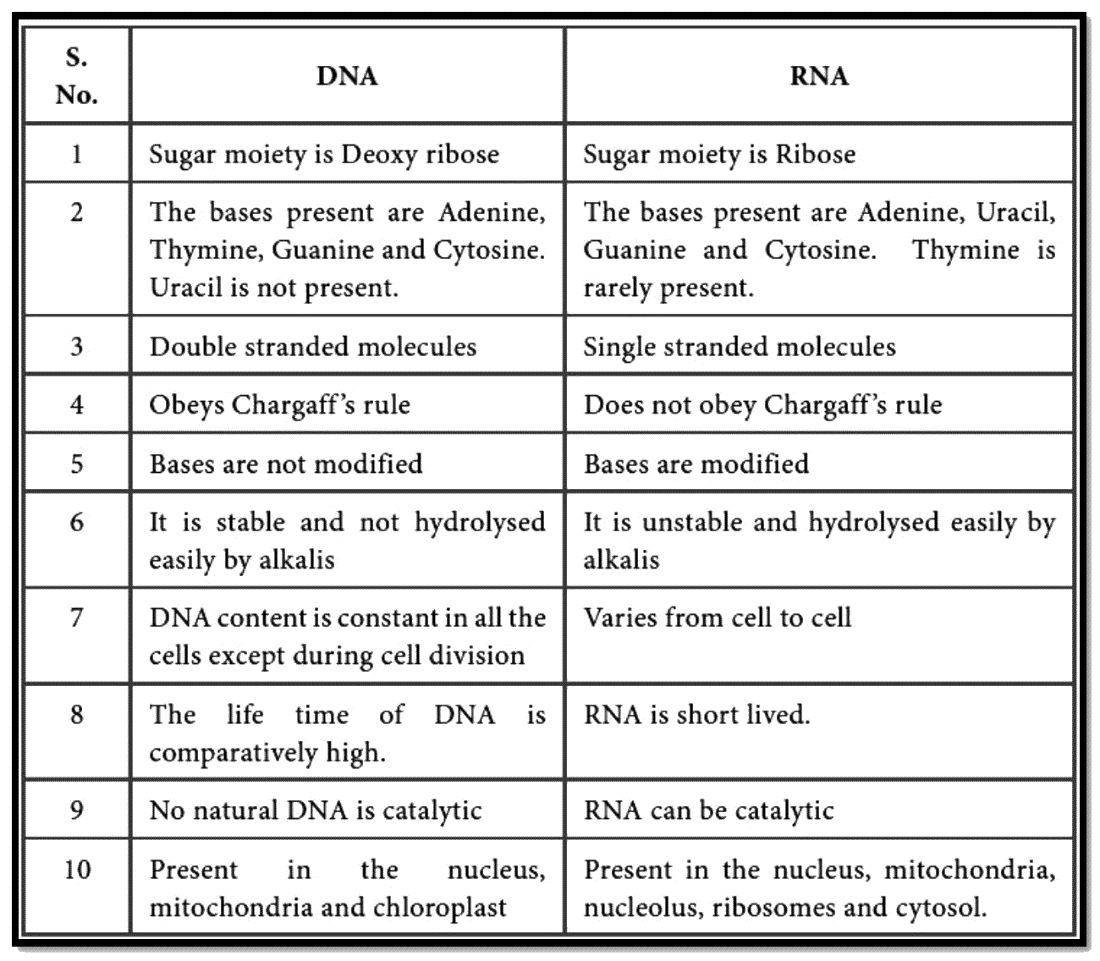 S.
No.
DNA
RNA
1
Sugar moiety is Deoxy ribose
Sugar moiety is Ribose
2
The bases present are Adenine,
Thymine, Guanine and Cytosine.
Uracil is not present.
The bases present are Adenine, Uracil,
Guanine and Cytosine. Thymine is
rarely present.
3
Double stranded molecules
Single stranded molecules
4
Obeys Chargaff's rule
Does not obey Chargaff's rule
5
Bases are not modified
Bases are modified
6
It is stable and not hydrolysed
easily by alkalis
It is unstable and hydrolysed easily by
alkalis
7
DNA content is constant in all the
cells except during cell division
Varies from cell to cell
8
The life time of DNA is
comparatively high.
RNA is short lived.
9
No natural DNA is catalytic
RNA can be catalytic
10
Present in the nucleus,
mitochondria and chloroplast
Present in the nucleus, mitochondria,
nucleolus, ribosomes and cytosol.